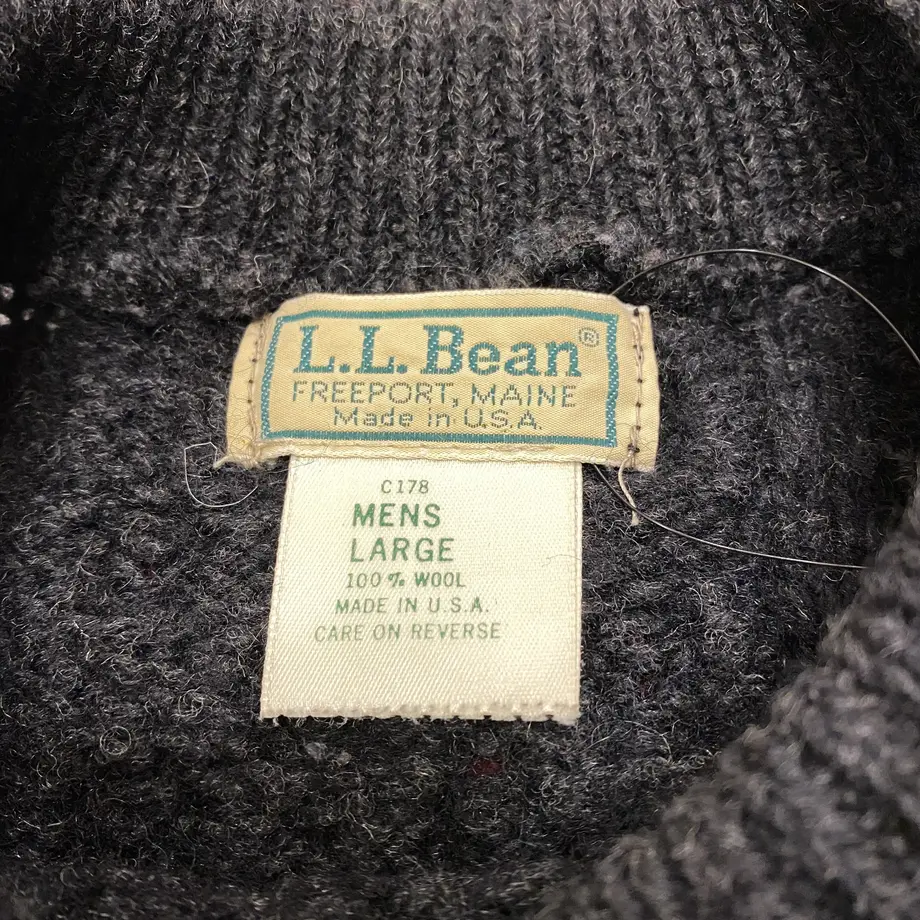 L.L.Bean®
FREEPORT, MAINE
Made in U.S.A.
C178
MENS
LARGE
100% WOOL
MADE IN U.S.A.
CARE ON REVERSE